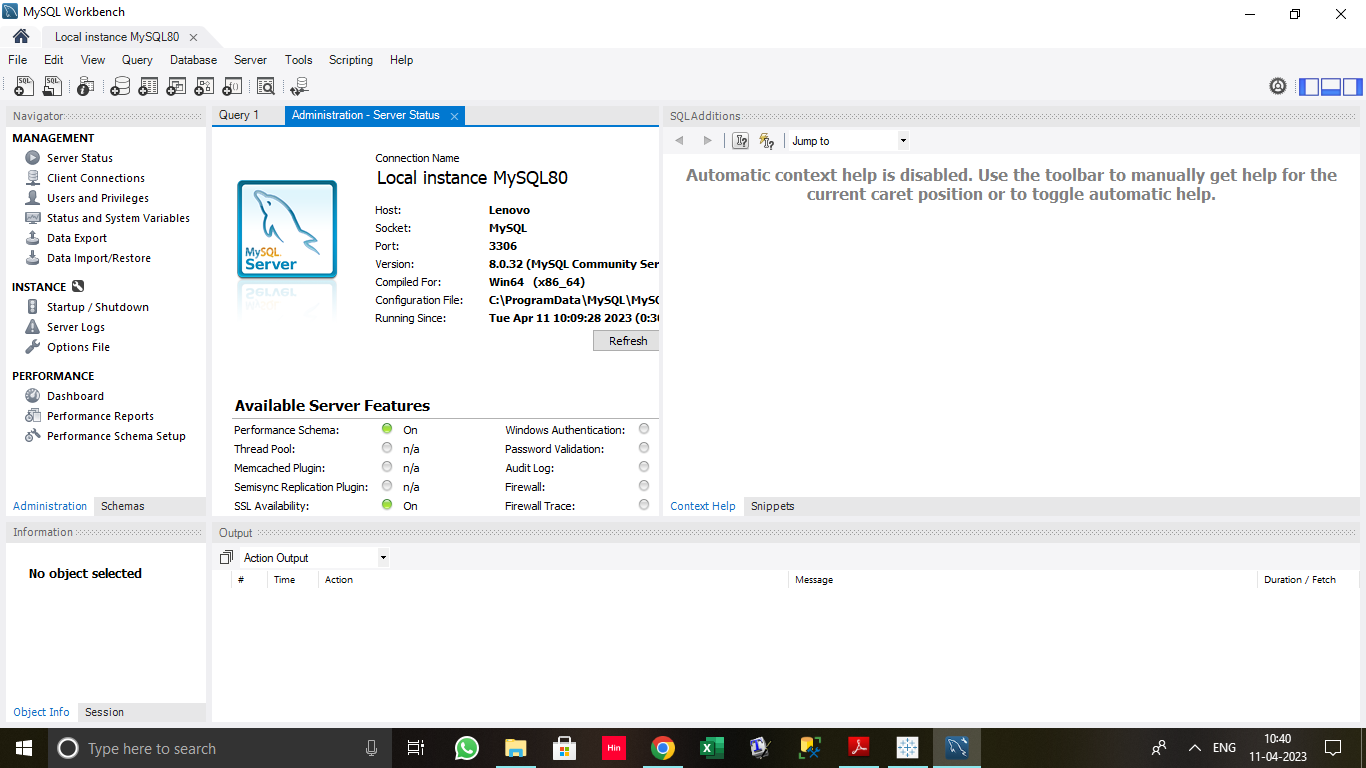 MySQL Workbench
Local instance MySQL80
File Edit View Query Database Server Tools Scripting Help
Navigator
MANAGEMENT
Server Status
Client Connections
Users and Privileges
Status and System Variables
Data Export
Data Import/Restore
INSTANCE
Startup / Shutdown
Server Logs
Options File
PERFORMANCE
Dashboard
Performance Reports
Performance Schema Setup
Administration Schemas
Query 1 Administration - Server Status
Connection Name
Local instance MySQL80
MySQL
Server
Host: Lenovo
Socket: MySQL
Port: 3306
Version: 8.0.32 (MySQL Community Ser
Compiled For: Win64 (x86_64)
Configuration File: C:\ProgramData\MySQL\MySQ
Running Since: Tue Apr 11 10:09:28 2023 (0:30
Refresh
Available Server Features
Performance Schema: On Windows Authentication:
Thread Pool: n/a Password Validation:
Memcached Plugin: n/a Audit Log:
Semisync Replication Plugin: n/a Firewall:
SSL Availability: On Firewall Trace:
SQLAdditions
Jump to
Automatic context help is disabled. Use the toolbar to manually get help for the
current caret position or to toggle automatic help.
Context Help Snippets
Information
No object selected
Object Info Session
Output
Action Output
# Time Action Message Duration / Fetch
Type here to search
Hin
ENG
10:40
11-04-2023